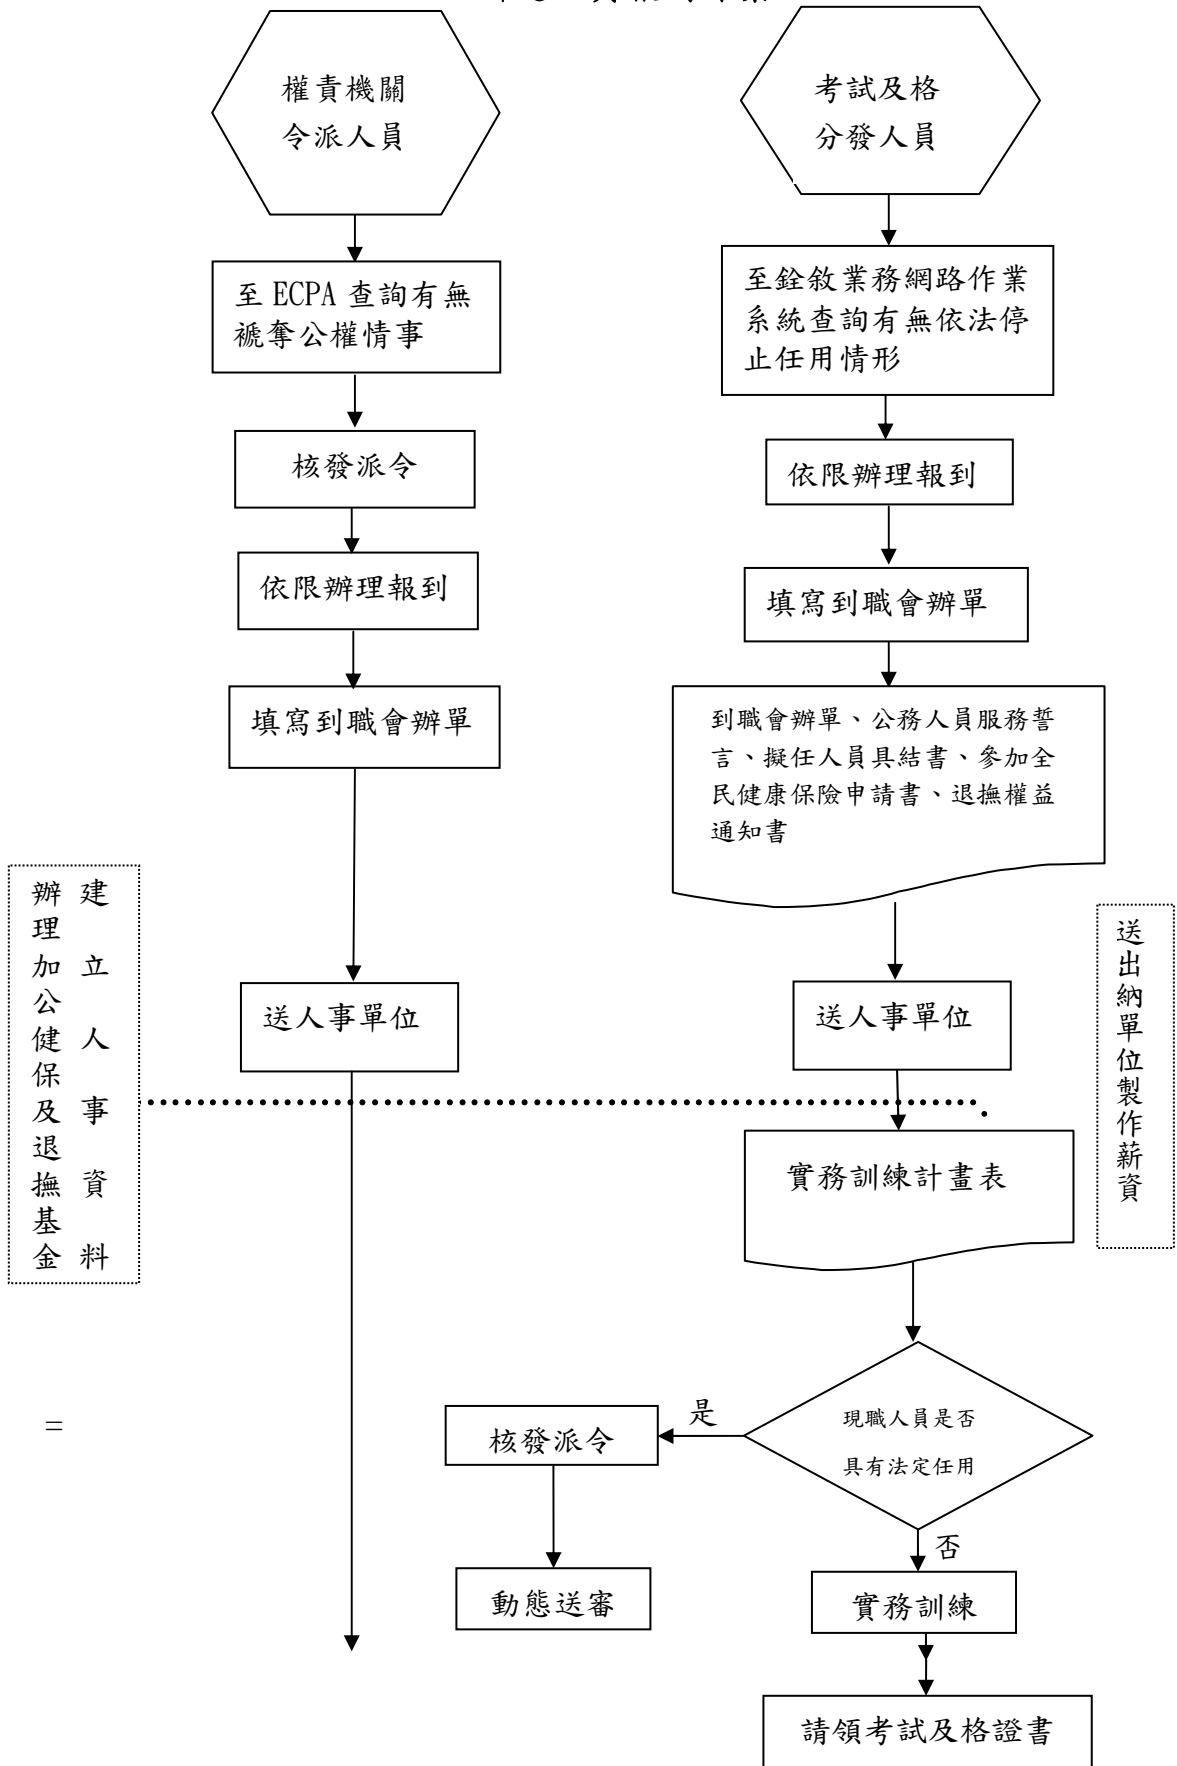 權責機關
令派人員
至 ECPA 查詢有無
褫奪公權情事
核發派令
依限辦理報到
填寫到職會辦單
送人事單位
考試及格
分發人員
至銓敘業務網路作業
系統查詢有無依法停
止任用情形
依限辦理報到
填寫到職會辦單
到職會辦單、公務人員服務誓
言、擬任人員具結書、參加全
民健康保險申請書、退撫權益
通知書
送人事單位
實務訓練計畫表
現職人員是否
具有法定任用
是
核發派令
動態送審
否
實務訓練
請領考試及格證書
建立人事資料
辦理加公健保及退撫基金
送出納單位製作薪資
=